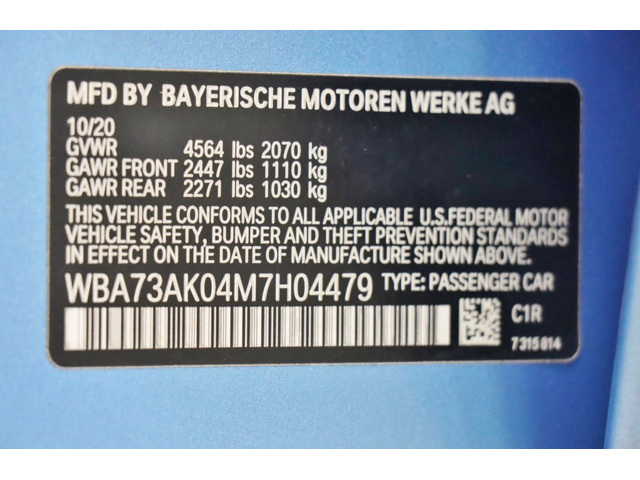 MFD BY BAYERISCHE MOTOREN WERKE AG
10/20
GVWR 4564 lbs 2070 kg
GAWR FRONT 2447 lbs 1110 kg
GAWR REAR 2271 lbs 1030 kg
THIS VEHICLE CONFORMS TO ALL APPLICABLE U.S.FEDERAL MOTOR
VEHICLE SAFETY, BUMPER AND THEFT PREVENTION STANDARDS
IN EFFECT ON THE DATE OF MANUFACTURE SHOWN ABOVE.
WBA73AK04M7H04479 TYPE: PASSENGER CAR
C1R
7315814